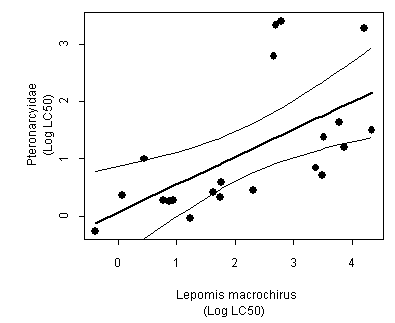 Pteronarcyidae
(Log LC50)
3
2
1
0
0 1 2 3 4
Lepomis macrochirus
(Log LC50)